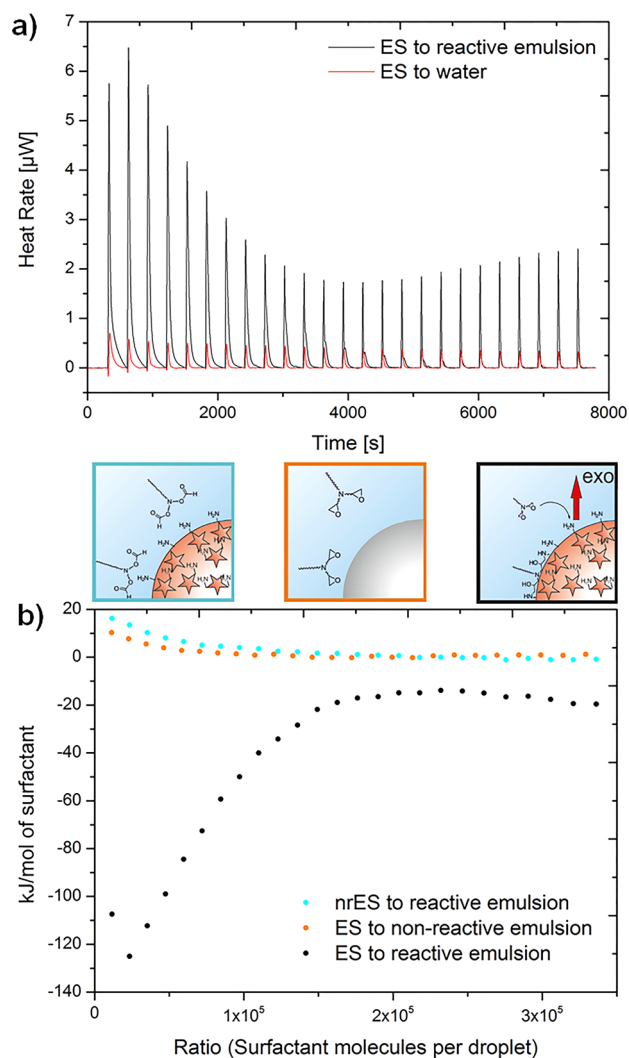 a)
7
6
5
4
3
2
1
0
Heat Rate [µW]
ES to reactive emulsion
ES to water
0
2000
4000
6000
8000
Time [s]
exo
b)
20
0
-20
-40
-60
-80
-100
-120
-140
kJ/mol of surfactant
nrES to reactive emulsion
ES to non-reactive emulsion
ES to reactive emulsion
0
1x10⁵
2x10⁵
3x10⁵
Ratio (Surfactant molecules per droplet)